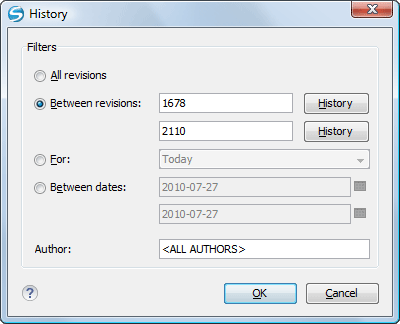 History
Filters
All revisions
Between revisions: 1678 History
2110 History
For: Today
Between dates: 2010-07-27
2010-07-27
Author: <ALL AUTHORS>
? OK Cancel